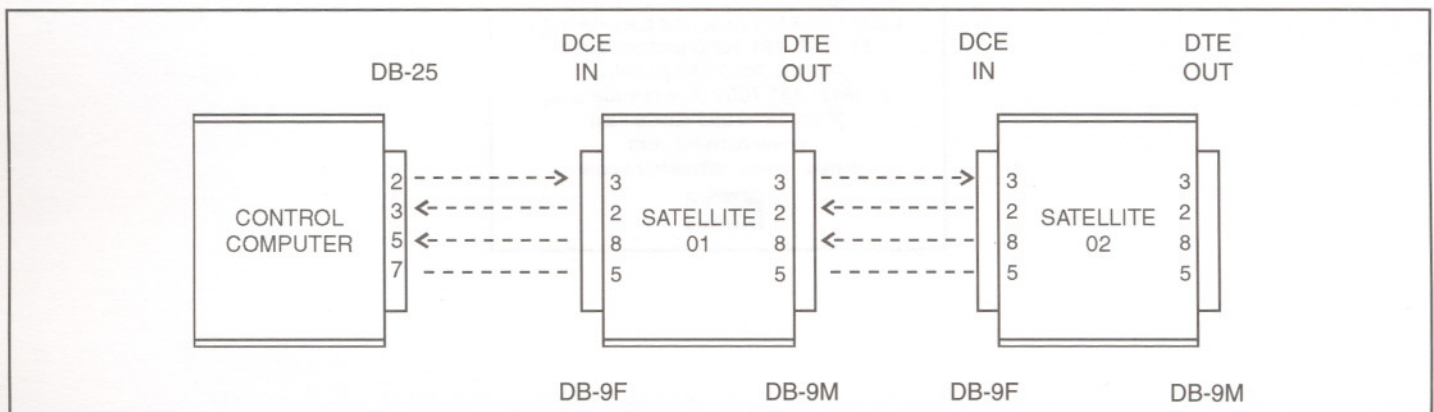 DCE DTE DCE DTE
DB-25 IN OUT IN OUT
2 3 3 3 3
CONTROL 3 2 SATELLITE 2 2 SATELLITE 2
COMPUTER 5 8 01 8 8 02 8
7 5 5 5 5
DB-9F DB-9M DB-9F DB-9M